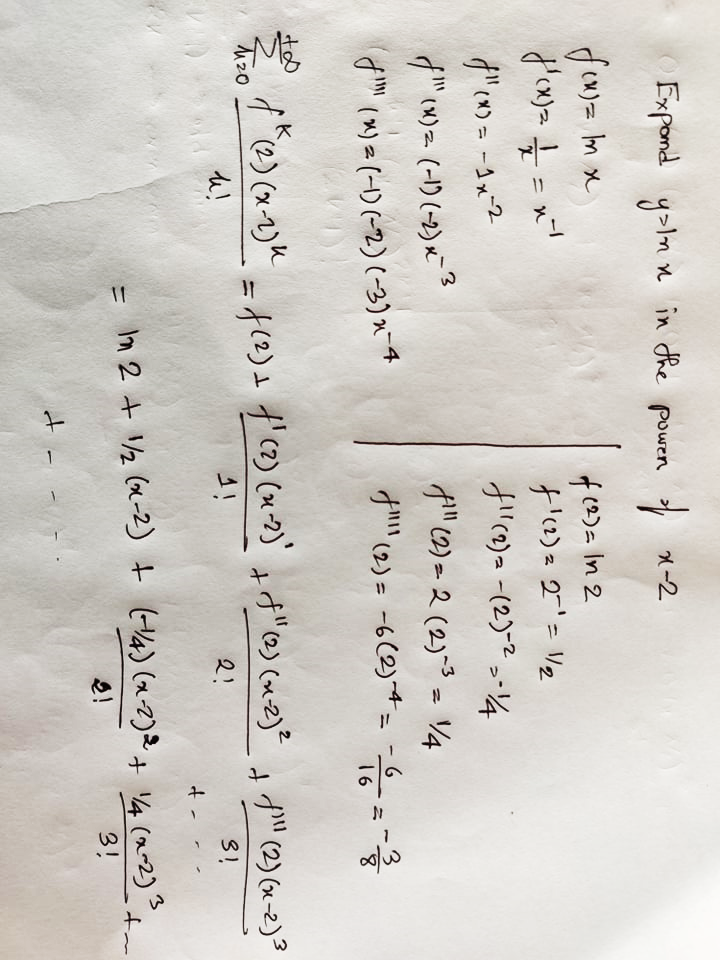 Expand y=ln x in the power of x-2
f(x) = ln x
f'(x) = 1/x = x^-1
f''(x) = -1x^-2
f'''(x) = (-1)(-2)x^-3
f''''(x) = (-1)(-2)(-3)x^-4
f(2) = ln 2
f'(2) = 2^-1 = 1/2
f''(2) = -(2)^-2 = -1/4
f'''(2) = 2(2)^-3 = 1/4
f''''(2) = -6(2)^-4 = -6/16 = -3/8
+∞ Σ k=0 f^k(2)(x-2)^k / k! = f(2) + f'(2)(x-2)^1 / 1! + f''(2)(x-2)^2 / 2! + f'''(2)(x-2)^3 / 3!
+ - - -
= ln 2 + 1/2 (x-2) + (-1/4)(x-2)^2 / 2! + 1/4 (x-2)^3 / 3! + --
+ - - - .